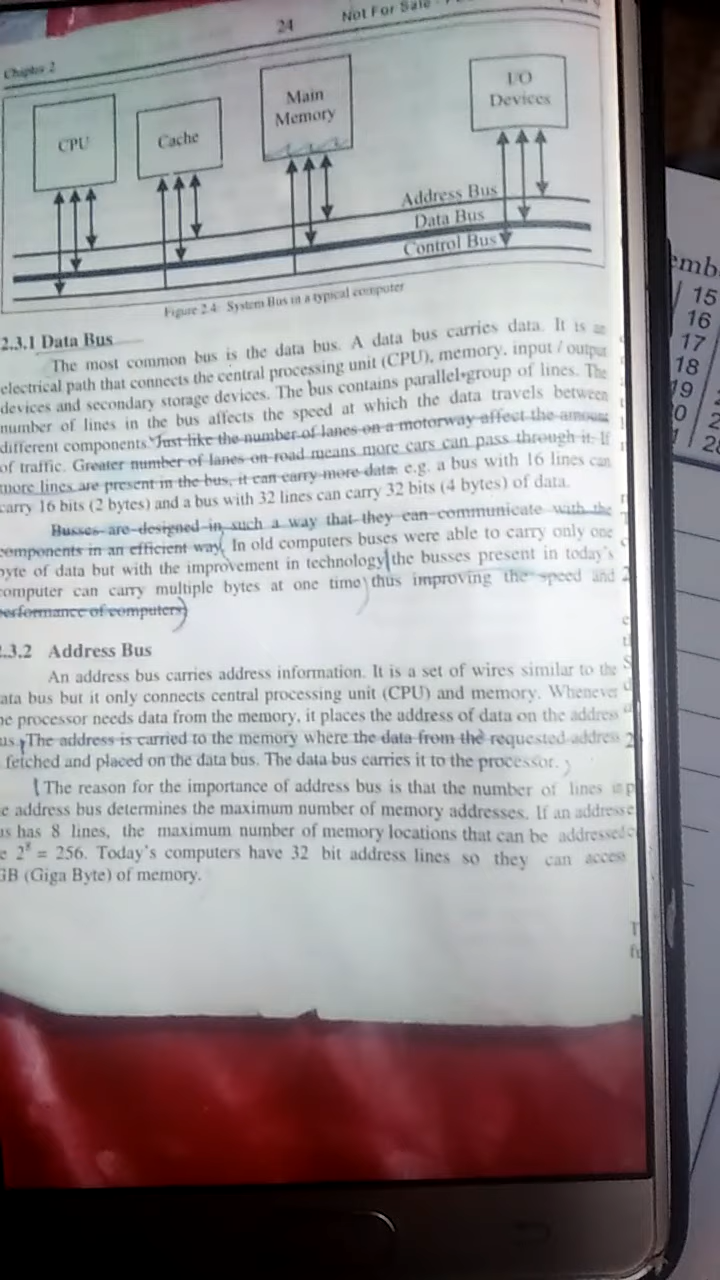 24
Not For Sale
Chapter 2
CPU
Cache
Main
Memory
I/O
Devices
Address Bus
Data Bus
Control Bus
Figure 2.4: System Bus in a typical computer
2.3.1 Data Bus
The most common bus is the data bus. A data bus carries data. It is an
electrical path that connects the central processing unit (CPU), memory, input / output
devices and secondary storage devices. The bus contains parallel group of lines. The
number of lines in the bus affects the speed at which the data travels between
different components. Just like the number of lanes on a motorway affect the amount
of traffic. Greater number of lanes on road means more cars can pass through it. If
more lines are present in the bus, it can carry more data. e.g. a bus with 16 lines can
carry 16 bits (2 bytes) and a bus with 32 lines can carry 32 bits (4 bytes) of data.
Busses are designed in such a way that they can communicate with the
components in an efficient way. In old computers buses were able to carry only one
byte of data but with the improvement in technology the busses present in today's
computer can carry multiple bytes at one time thus improving the speed and
performance of computers
.3.2 Address Bus
An address bus carries address information. It is a set of wires similar to the
ata bus but it only connects central processing unit (CPU) and memory. Whenever
he processor needs data from the memory, it places the address of data on the address
us. The address is carried to the memory where the data from the requested address
fetched and placed on the data bus. The data bus carries it to the processor.
The reason for the importance of address bus is that the number of lines in
e address bus determines the maximum number of memory addresses. If an address
us has 8 lines, the maximum number of memory locations that can be addressed
e 2⁸ = 256. Today's computers have 32 bit address lines so they can access
GB (Giga Byte) of memory.
emb
15
16
17
18
19
0
1